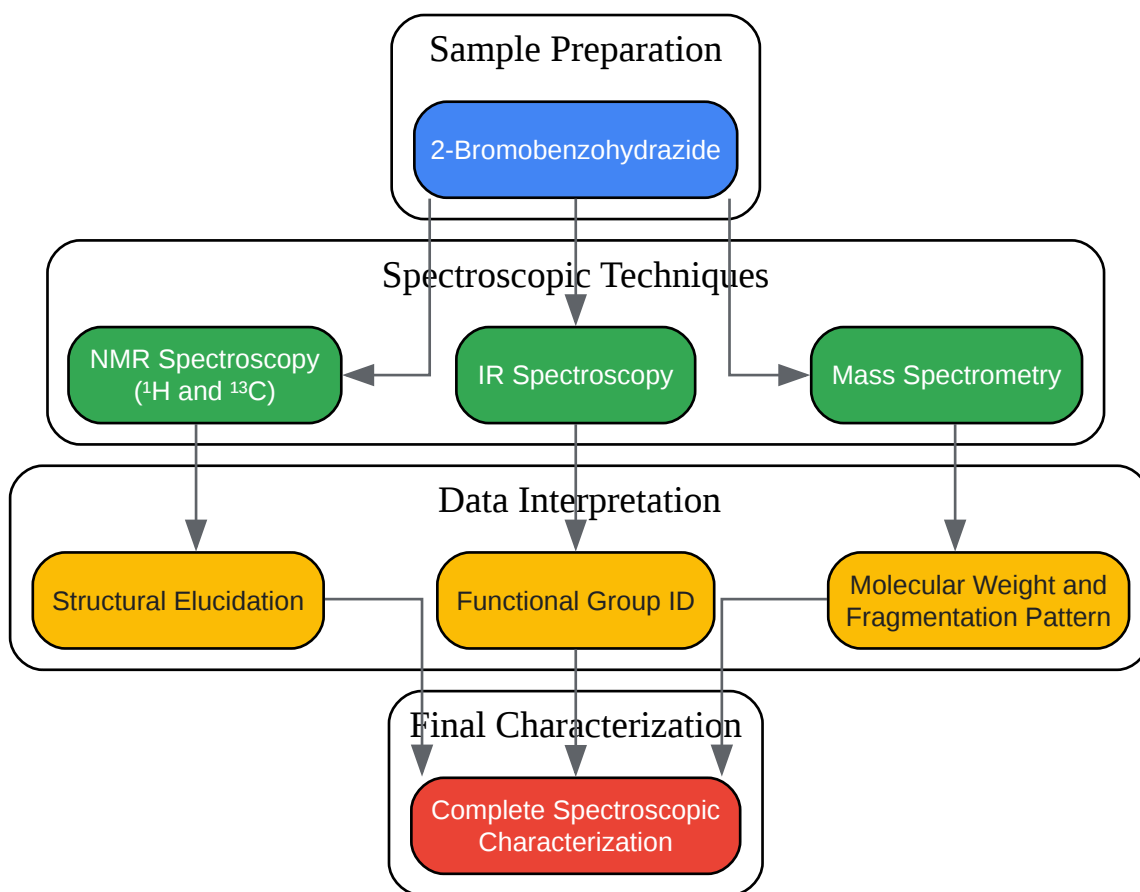 Sample Preparation
2-Bromobenzohydrazide
Spectroscopic Techniques
NMR Spectroscopy
(¹H and ¹³C)
IR Spectroscopy
Mass Spectrometry
Data Interpretation
Structural Elucidation
Functional Group ID
Molecular Weight and
Fragmentation Pattern
Final Characterization
Complete Spectroscopic
Characterization